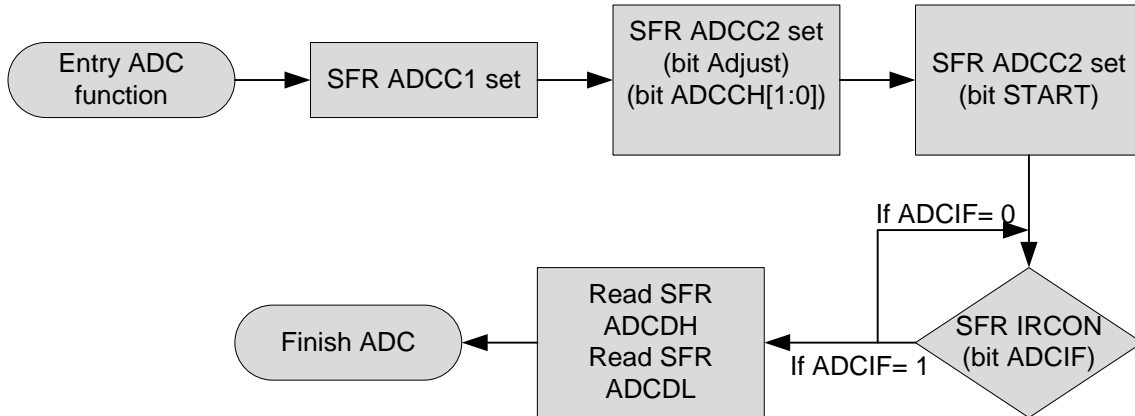 Entry ADC
function
SFR ADCC1 set
SFR ADCC2 set
(bit Adjust)
(bit ADCCH[1:0])
SFR ADCC2 set
(bit START)
If ADCIF= 0
SFR IRCON
(bit ADCIF)
If ADCIF= 1
Read SFR
ADCDH
Read SFR
ADCDL
Finish ADC